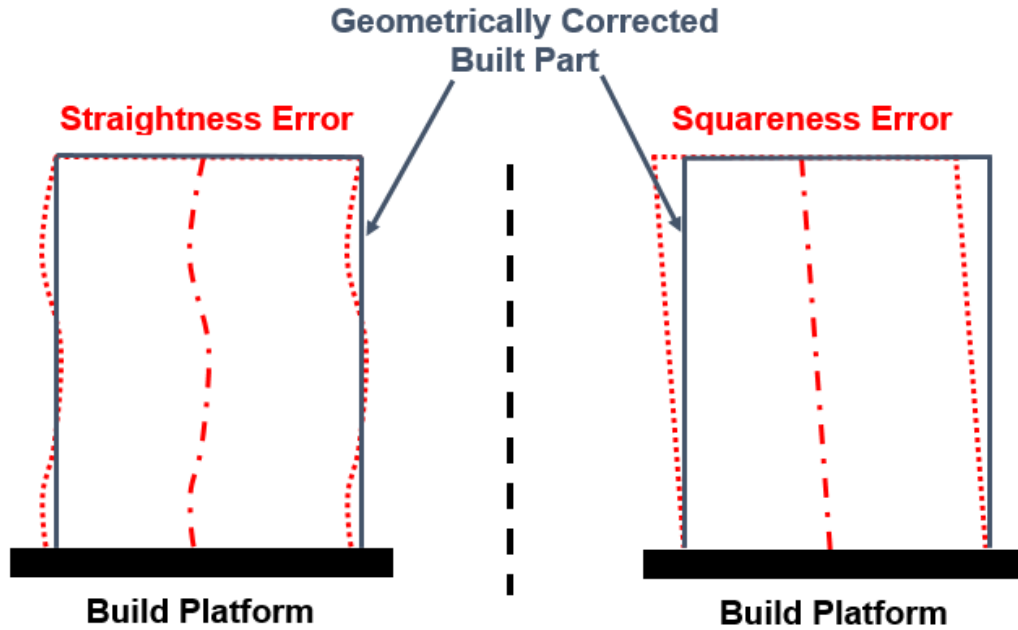 Geometrically Corrected
Built Part
Straightness Error
Squareness Error
Build Platform
Build Platform